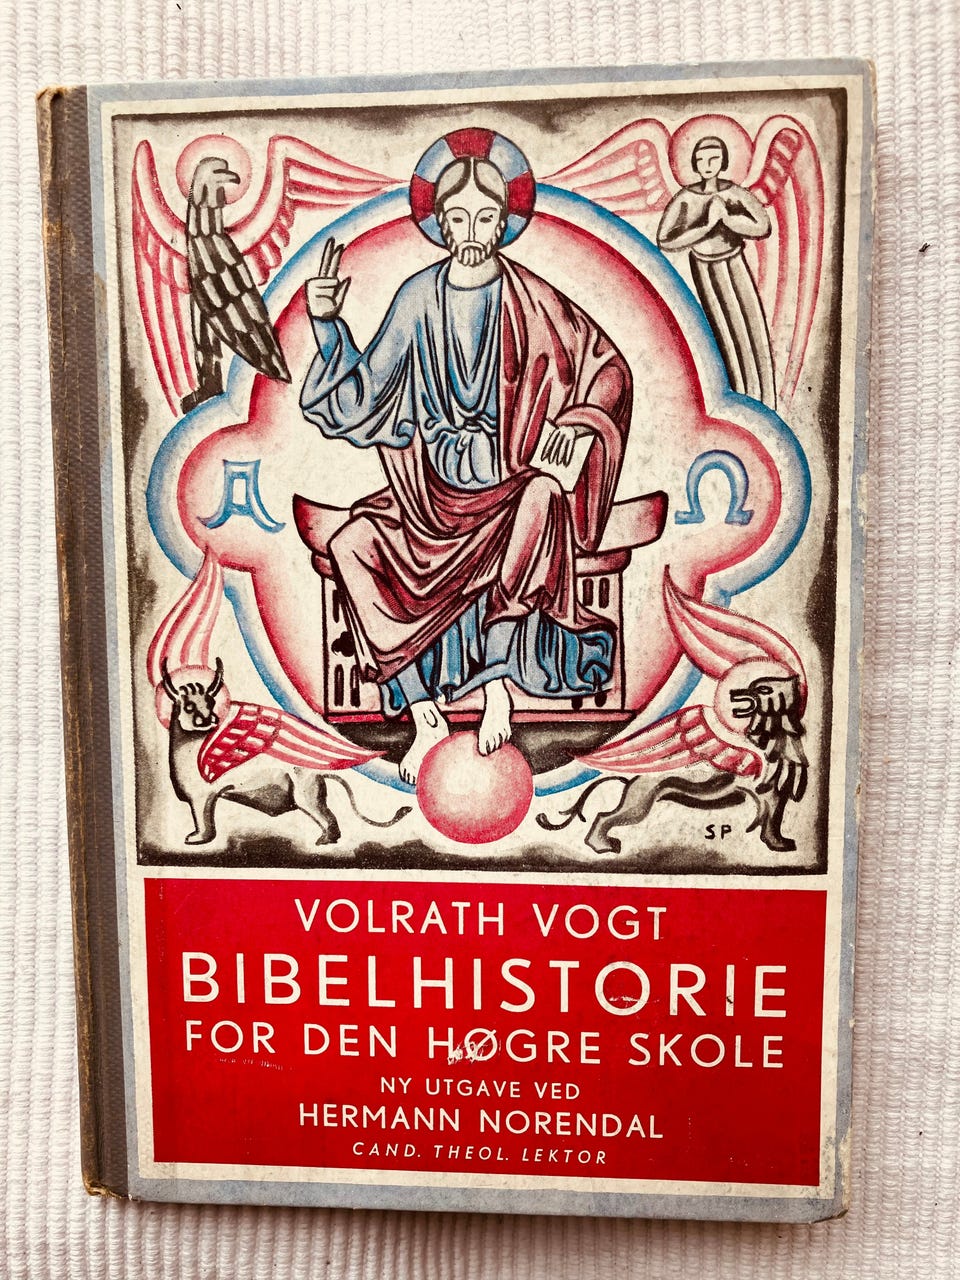 Α Ω
SP
VOLRATH VOGT
BIBELHISTORIE
FOR DEN HØGRE SKOLE
NY UTGAVE VED
HERMANN NORENDAL
CAND. THEOL. LEKTOR